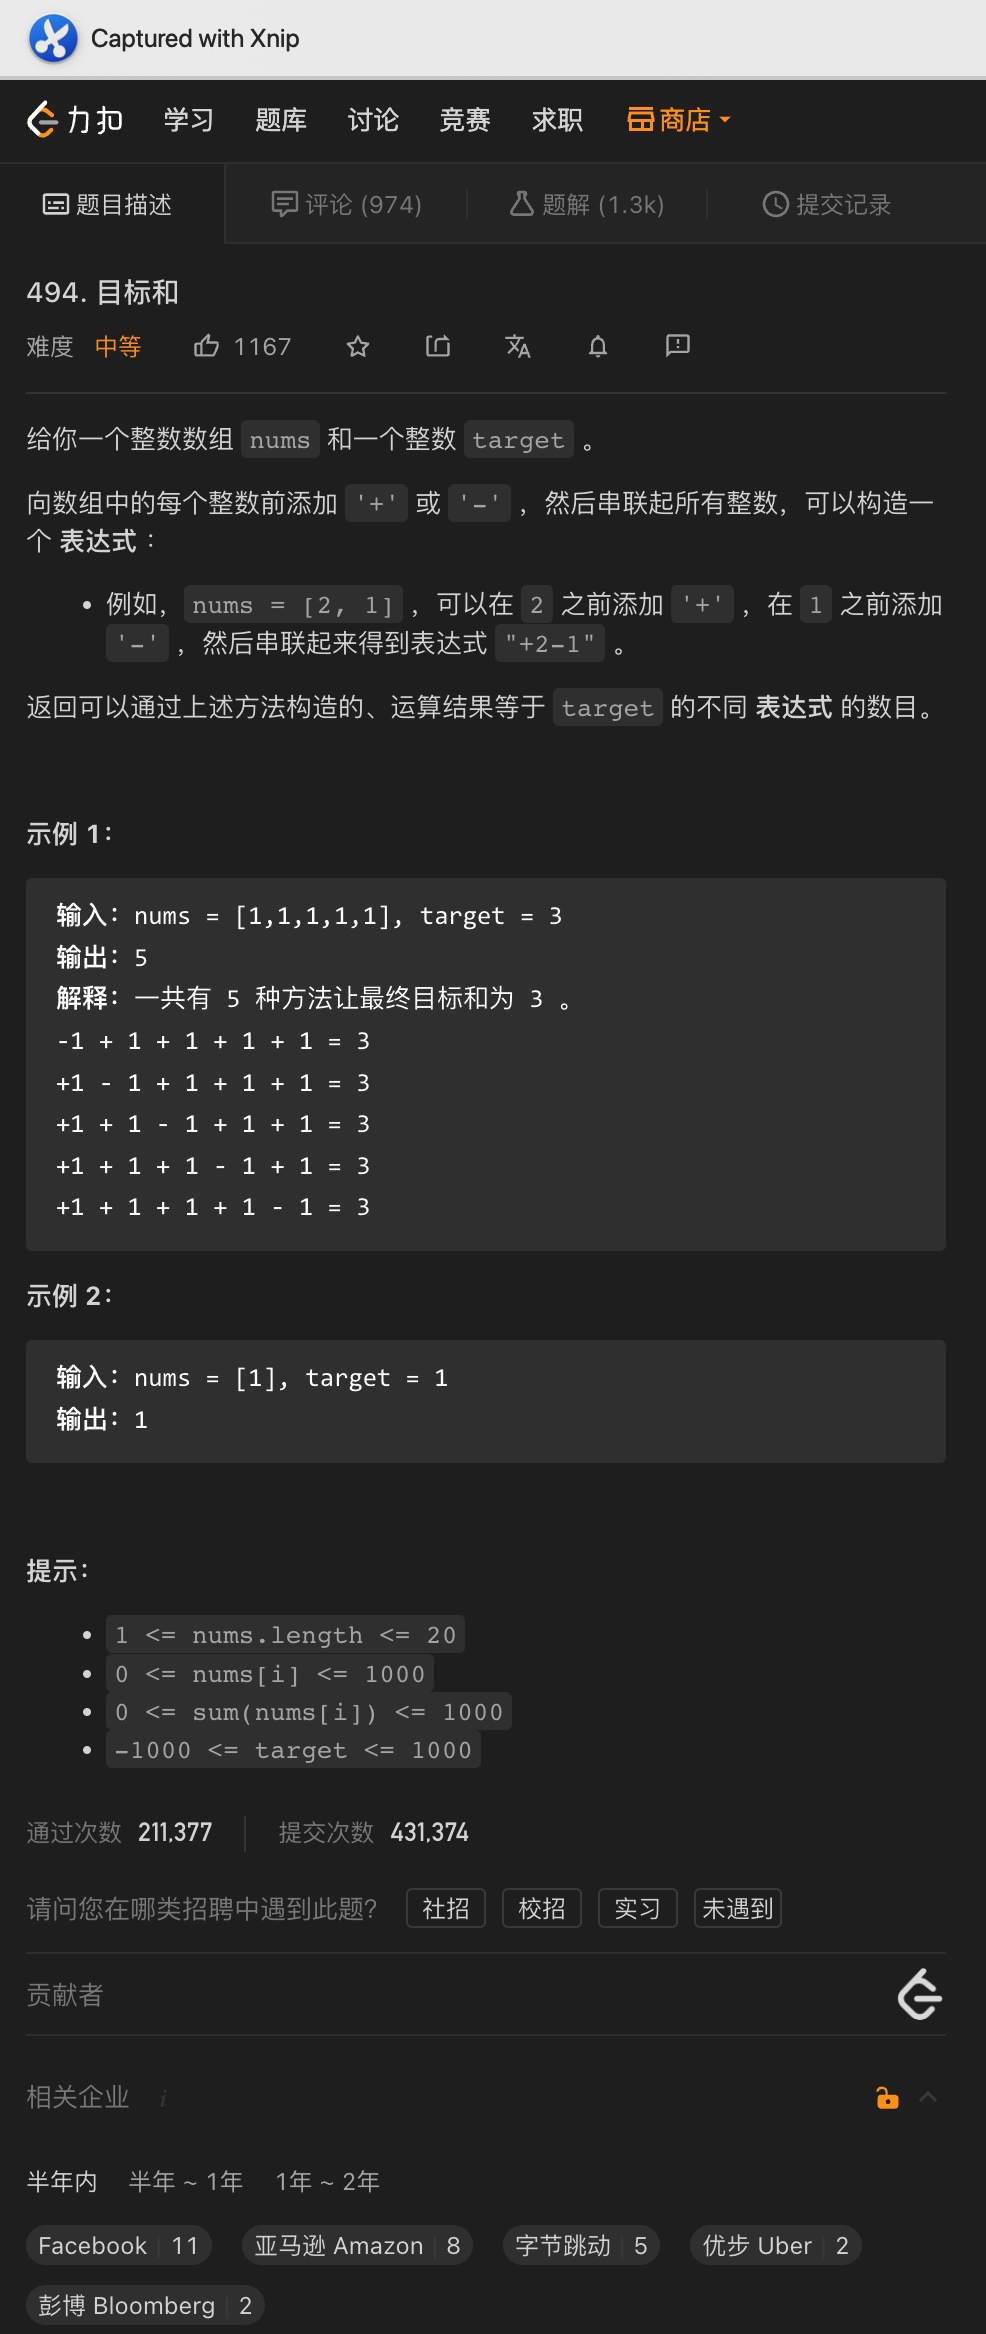 Captured with Xnip
力扣 学习 题库 讨论 竞赛 求职 商店
题目描述 评论 (974) 题解 (1.3k) 提交记录
494. 目标和
难度 中等 1167
给你一个整数数组 nums 和一个整数 target 。
向数组中的每个整数前添加 '+' 或 '-' ，然后串联起所有整数，可以构造一
个 表达式 ：
• 例如，nums = [2, 1] ，可以在 2 之前添加 '+' ，在 1 之前添加
'-' ，然后串联起来得到表达式 "+2-1" 。
返回可以通过上述方法构造的、运算结果等于 target 的不同 表达式 的数目。
示例 1：
输入：nums = [1,1,1,1,1], target = 3
输出：5
解释：一共有 5 种方法让最终目标和为 3 。
-1 + 1 + 1 + 1 + 1 = 3
+1 - 1 + 1 + 1 + 1 = 3
+1 + 1 - 1 + 1 + 1 = 3
+1 + 1 + 1 - 1 + 1 = 3
+1 + 1 + 1 + 1 - 1 = 3
示例 2：
输入：nums = [1], target = 1
输出：1
提示：
• 1 <= nums.length <= 20
• 0 <= nums[i] <= 1000
• 0 <= sum(nums[i]) <= 1000
• -1000 <= target <= 1000
通过次数 211,377 提交次数 431,374
请问您在哪类招聘中遇到此题? 社招 校招 实习 未遇到
贡献者
相关企业 i
半年内 半年 ~ 1年 1年 ~ 2年
Facebook 11 亚马逊 Amazon 8 字节跳动 5 优步 Uber 2
彭博 Bloomberg 2